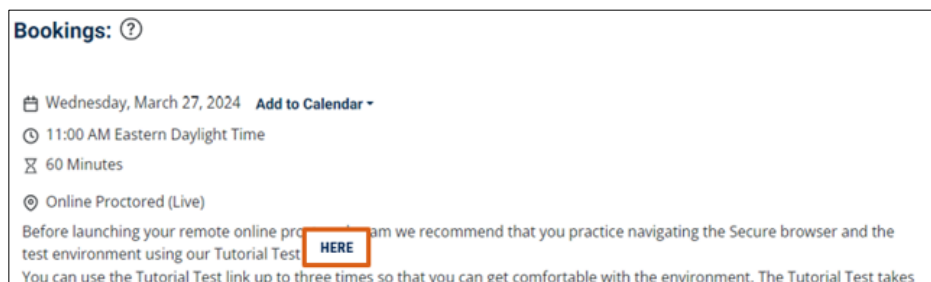 Bookings: ?
Wednesday, March 27, 2024 Add to Calendar
11:00 AM Eastern Daylight Time
60 Minutes
Online Proctored (Live)
Before launching your remote online we recommend that you practice navigating the Secure browser and the
test environment using our Tutorial Test HERE
You can use the Tutorial Test link up to three times so that you can get comfortable with the environment. The Tutorial Test takes